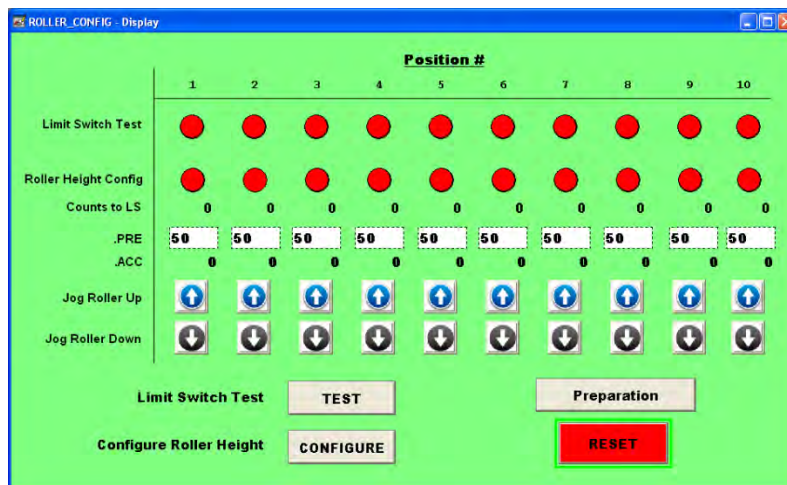 ROLLER_CONFIG - Display
Position #
1 2 3 4 5 6 7 8 9 10
Limit Switch Test
Roller Height Config
Counts to LS 0 0 0 0 0 0 0 0 0 0
.PRE 50 50 50 50 50 50 50 50 50 50
.ACC 0 0 0 0 0 0 0 0 0 0
Jog Roller Up
Jog Roller Down
Limit Switch Test TEST Preparation
Configure Roller Height CONFIGURE RESET